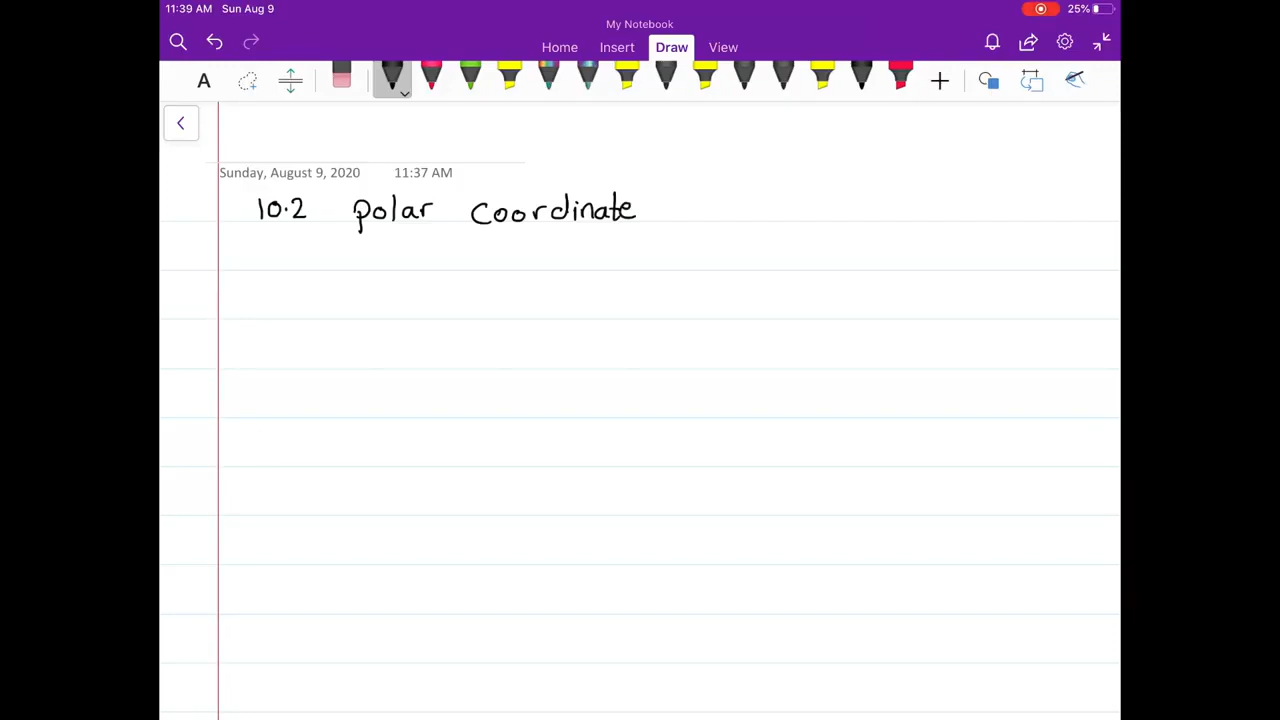 11:39 AM Sun Aug 9 25%
My Notebook
Home Insert Draw View
A
Sunday, August 9, 2020 11:37 AM
10.2 polar coordinate